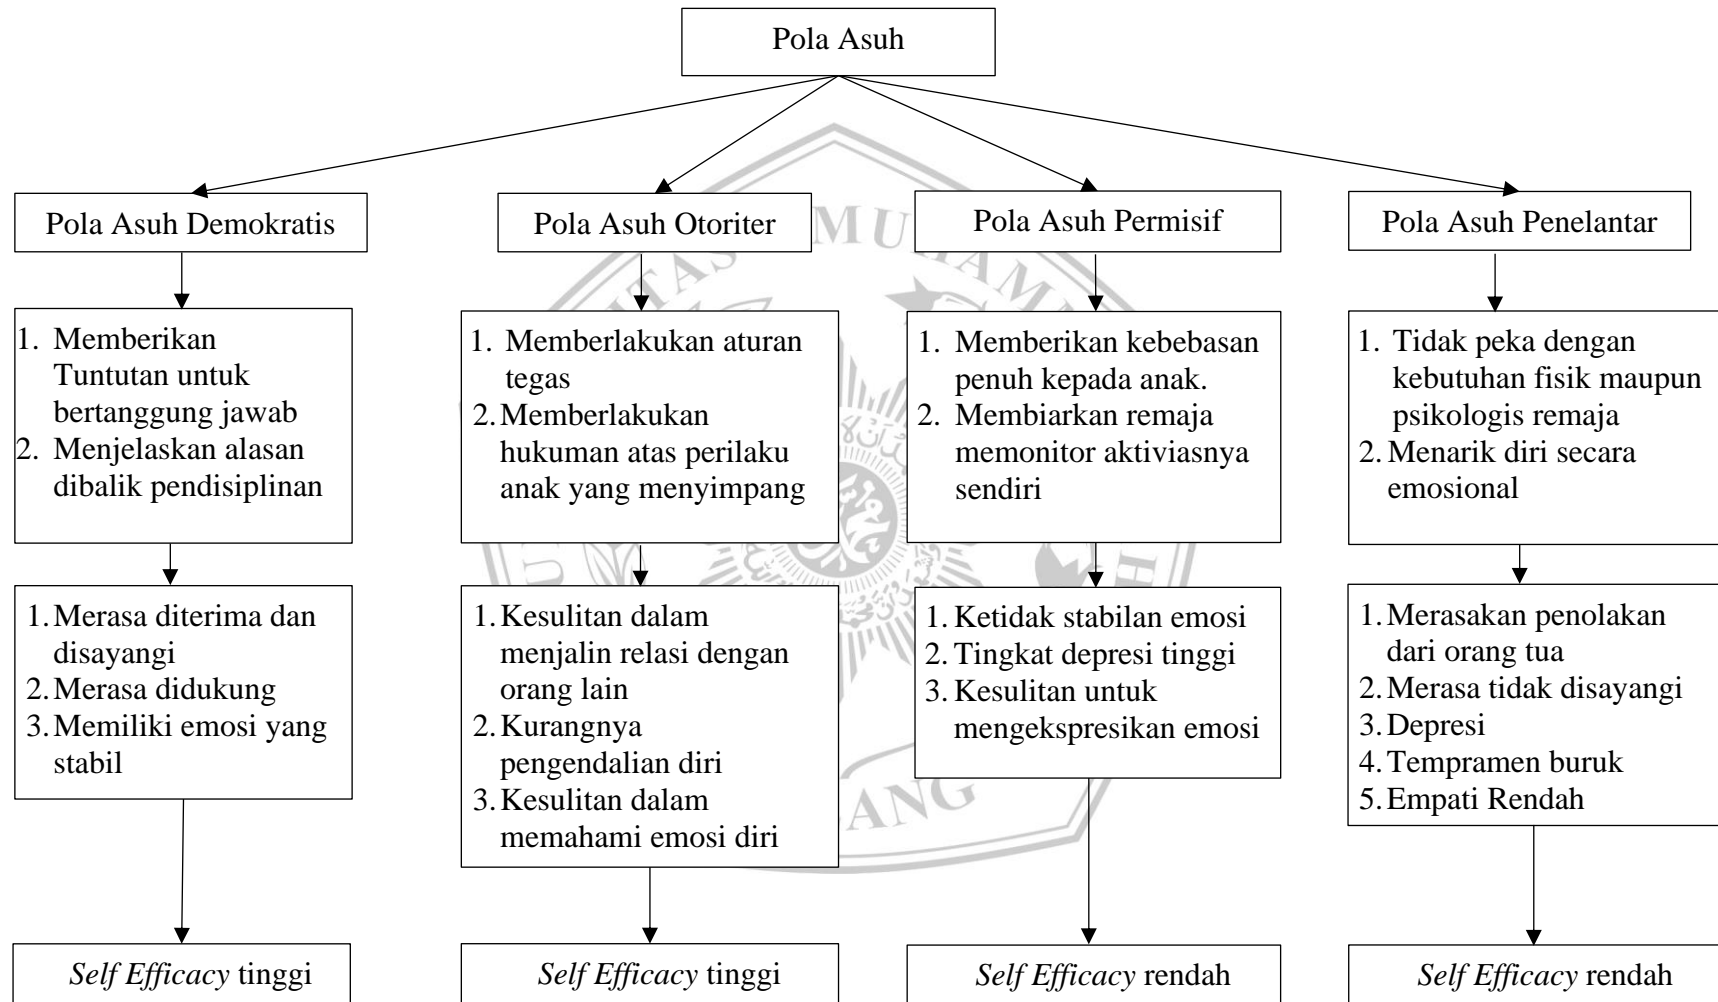 Pola Asuh
Pola Asuh Demokratis
Pola Asuh Otoriter
Pola Asuh Permisif
Pola Asuh Penelantar
1. Memberikan
Tuntutan untuk
bertanggung jawab
2. Menjelaskan alasan
dibalik pendisiplinan
1. Memberlakukan aturan
tegas
2. Memberlakukan
hukuman atas perilaku
anak yang menyimpang
1. Memberikan kebebasan
penuh kepada anak.
2. Membiarkan remaja
memonitor aktiviasnya
sendiri
1. Tidak peka dengan
kebutuhan fisik maupun
psikologis remaja
2. Menarik diri secara
emosional
1. Merasa diterima dan
disayangi
2. Merasa didukung
3. Memiliki emosi yang
stabil
1. Kesulitan dalam
menjalin relasi dengan
orang lain
2. Kurangnya
pengendalian diri
3. Kesulitan dalam
memahami emosi diri
1. Ketidak stabilan emosi
2. Tingkat depresi tinggi
3. Kesulitan untuk
mengekspresikan emosi
1. Merasakan penolakan
dari orang tua
2. Merasa tidak disayangi
3. Depresi
4. Tempramen buruk
5. Empati Rendah
Self Efficacy tinggi
Self Efficacy tinggi
Self Efficacy rendah
Self Efficacy rendah